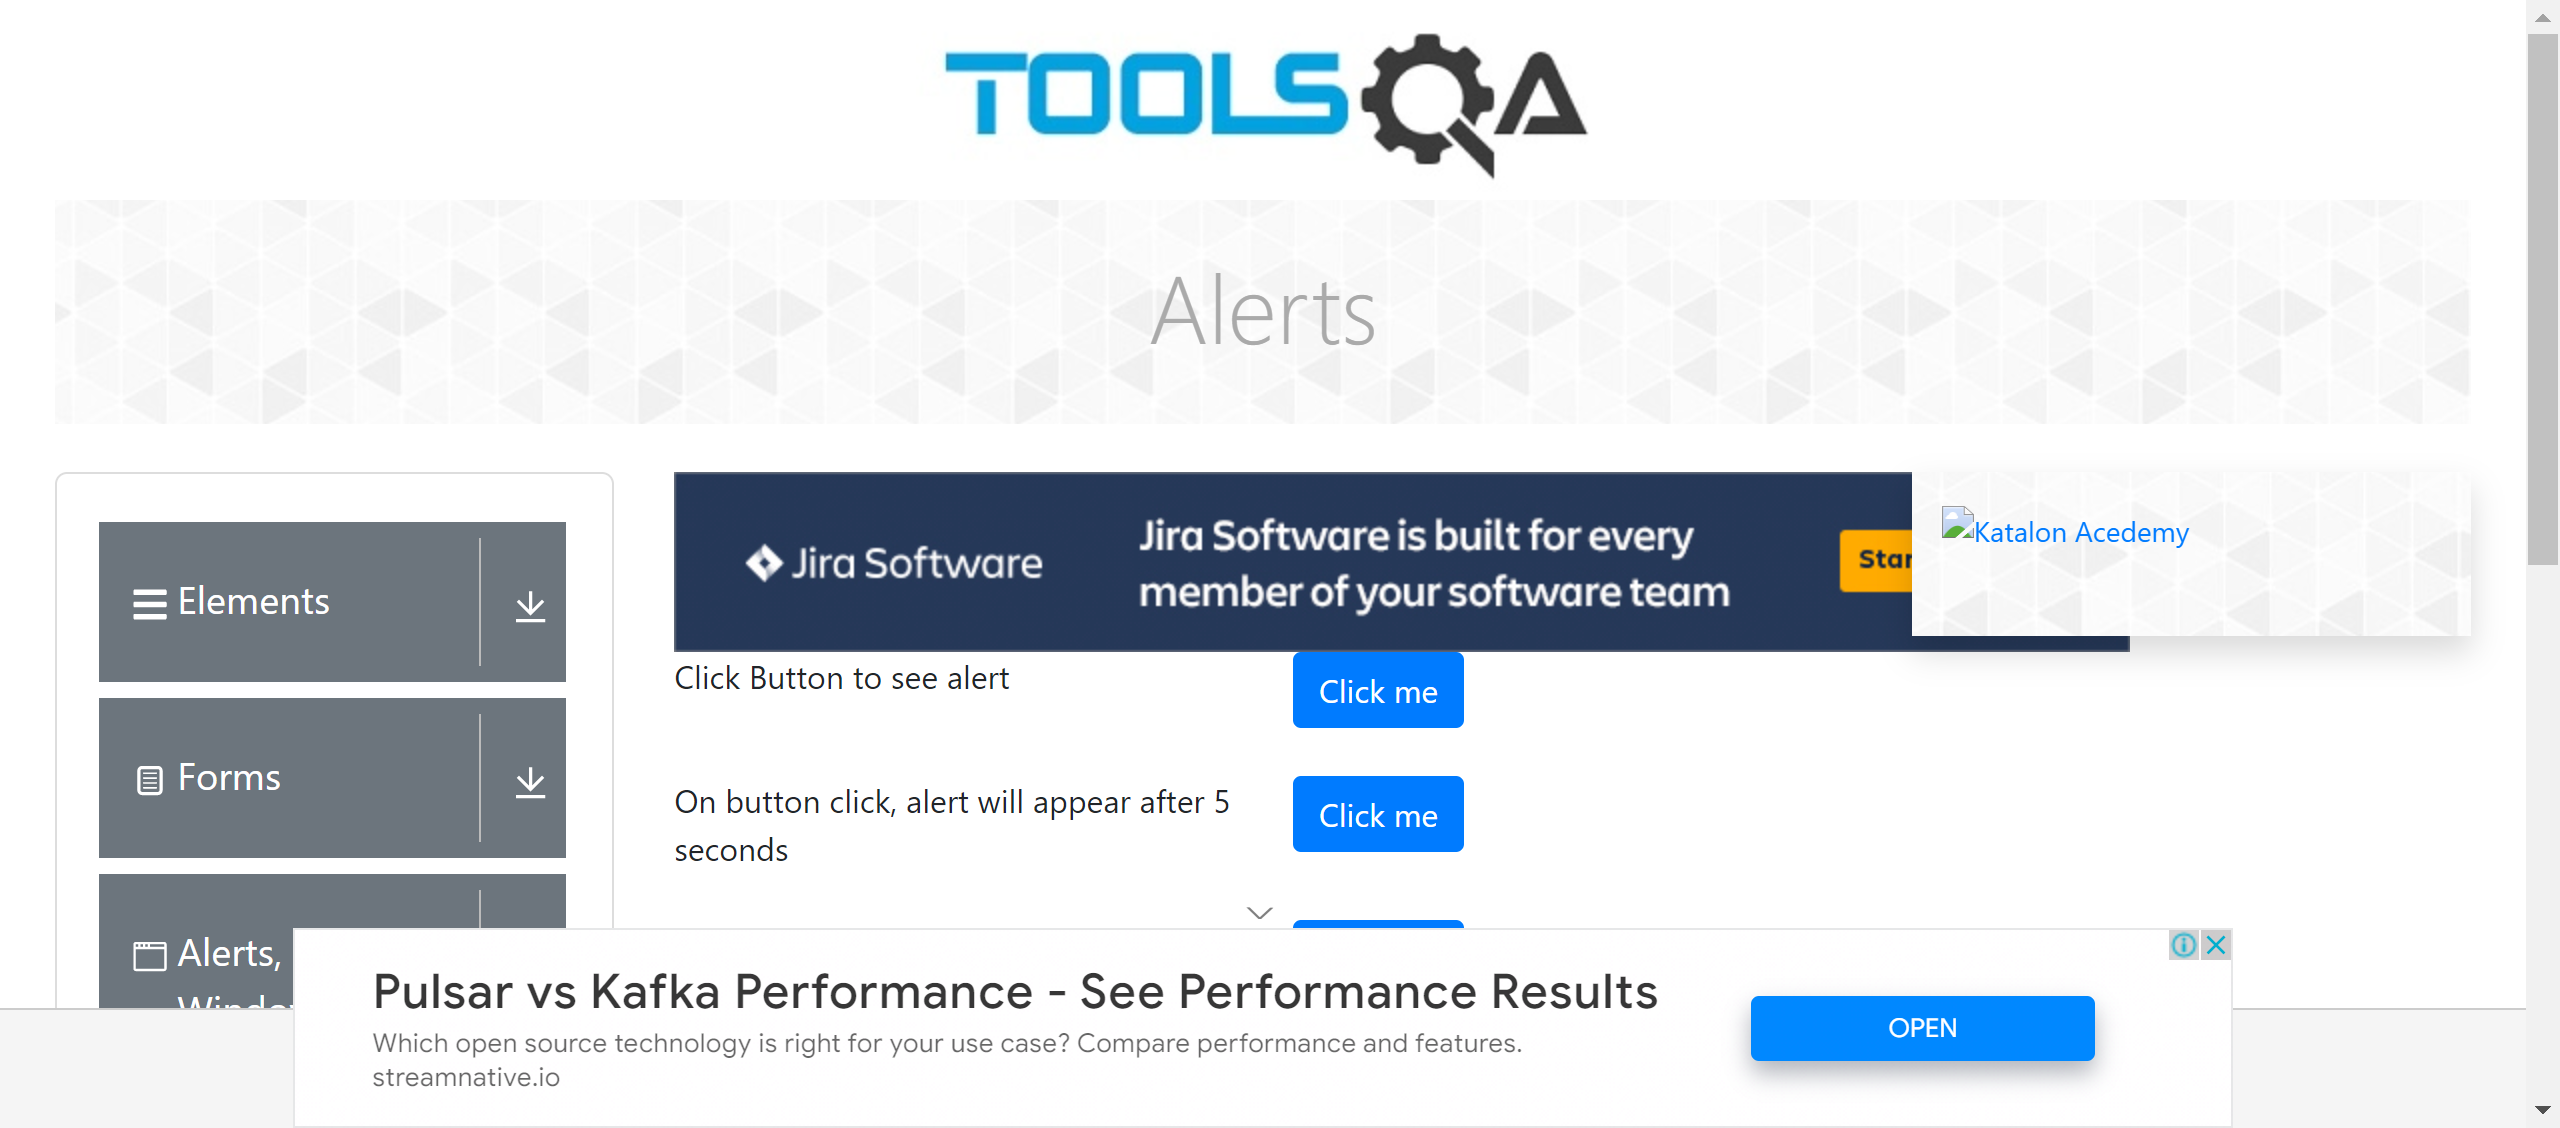 TOOLSQA
Alerts
Elements
Forms
Alerts,
Jira Software
Jira Software is built for every
member of your software team
Katalon Acedemy
Click Button to see alert
Click me
On button click, alert will appear after 5
seconds
Click me
Pulsar vs Kafka Performance - See Performance Results
Which open source technology is right for your use case? Compare performance and features.
streamnative.io
OPEN